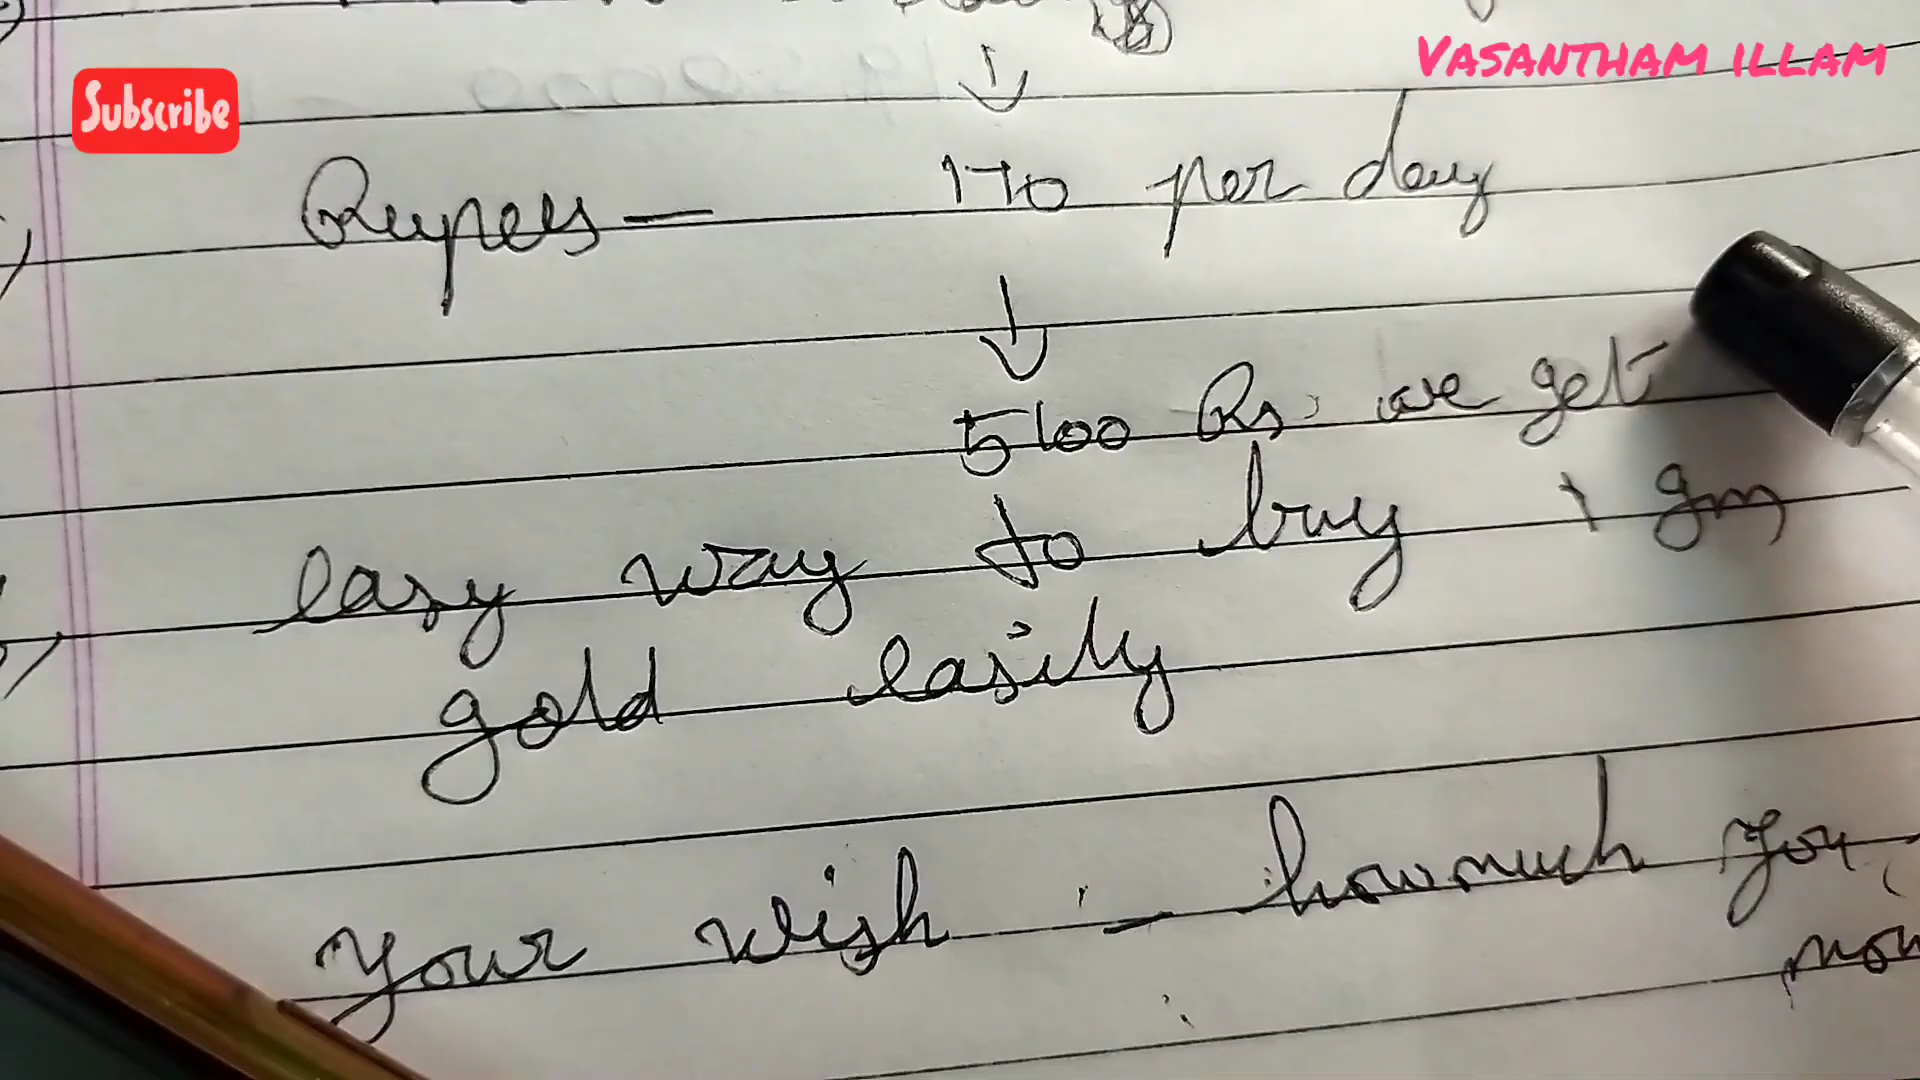 VASANTHAM ILLAM
Subscribe
Rupees — 170 per day
↓
5100 Rs. we get
easy way to buy 1 gm
gold easily
your wish :- howmuch you